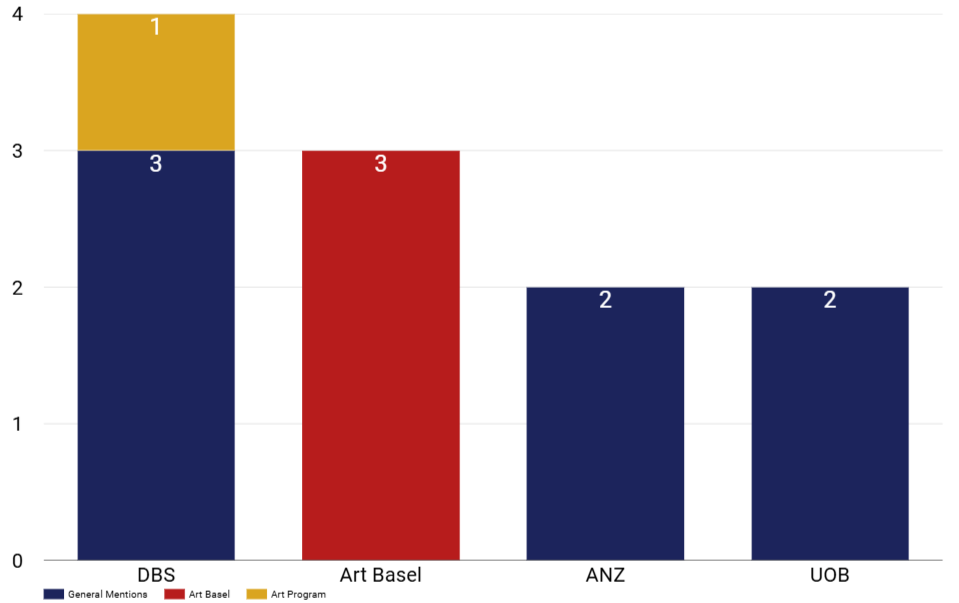 4
1
3
3
3
2
2
2
1
0
DBS
Art Basel
ANZ
UOB
General Mentions
Art Basel
Art Program